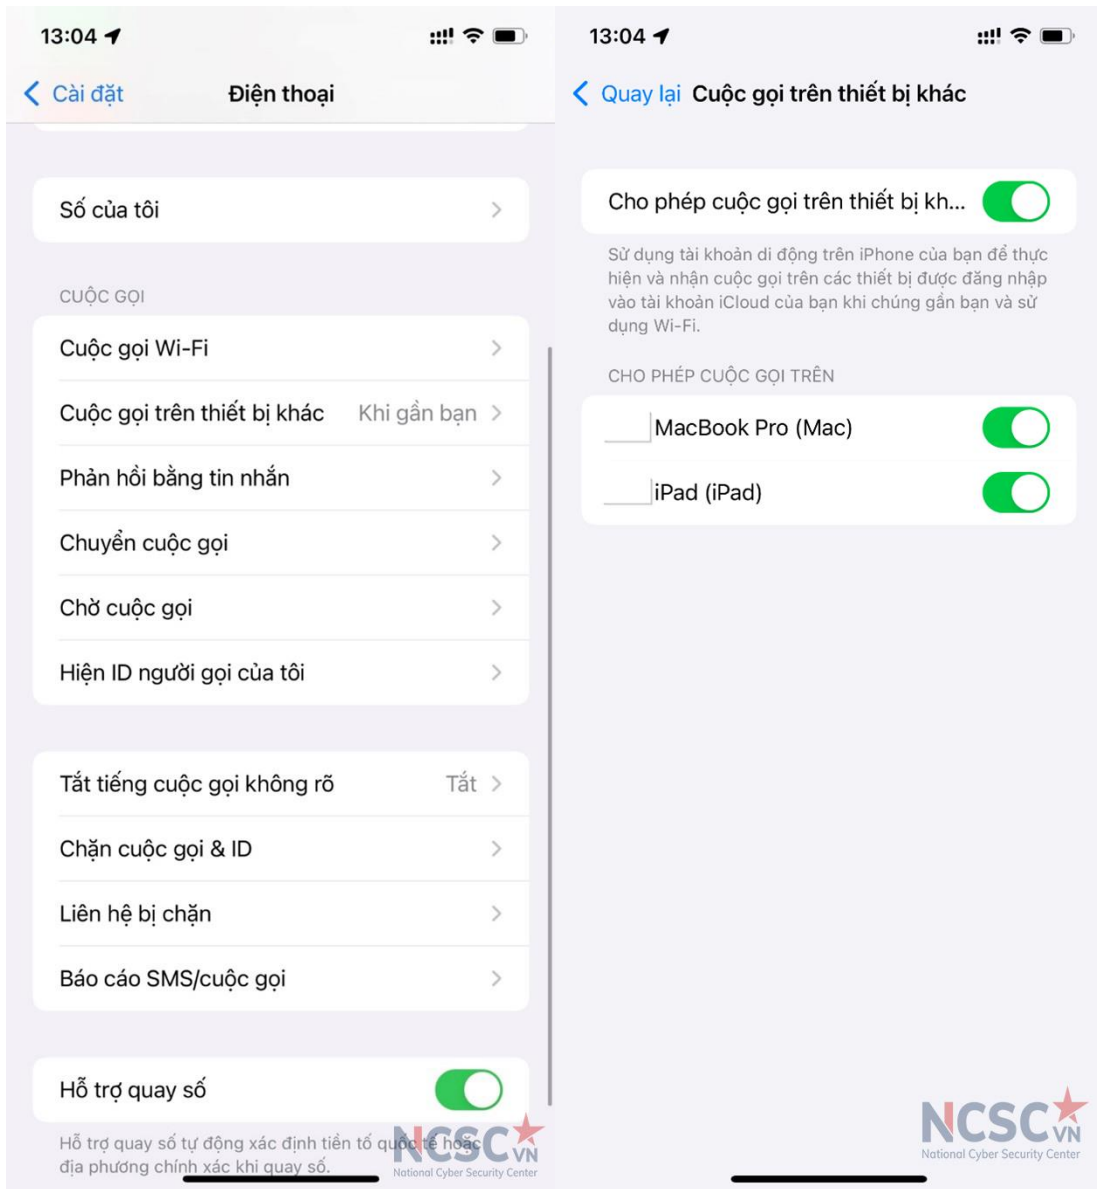 13:04
Cài đặt
Điện thoại
Số của tôi
CUỘC GỌI
Cuộc gọi Wi-Fi
Cuộc gọi trên thiết bị khác Khi gần bạn
Phản hồi bằng tin nhắn
Chuyển cuộc gọi
Chờ cuộc gọi
Hiện ID người gọi của tôi
Tắt tiếng cuộc gọi không rõ Tắt
Chặn cuộc gọi & ID
Liên hệ bị chặn
Báo cáo SMS/cuộc gọi
Hỗ trợ quay số
Hỗ trợ quay số tự động xác định tiền tố quốc tế hoặc
địa phương chính xác khi quay số.
NCSC VN
National Cyber Security Center
13:04
Quay lại
Cuộc gọi trên thiết bị khác
Cho phép cuộc gọi trên thiết bị kh...
Sử dụng tài khoản di động trên iPhone của bạn để thực
hiện và nhận cuộc gọi trên các thiết bị được đăng nhập
vào tài khoản iCloud của bạn khi chúng gần bạn và sử
dụng Wi-Fi.
CHO PHÉP CUỘC GỌI TRÊN
MacBook Pro (Mac)
iPad (iPad)
NCSC VN
National Cyber Security Center